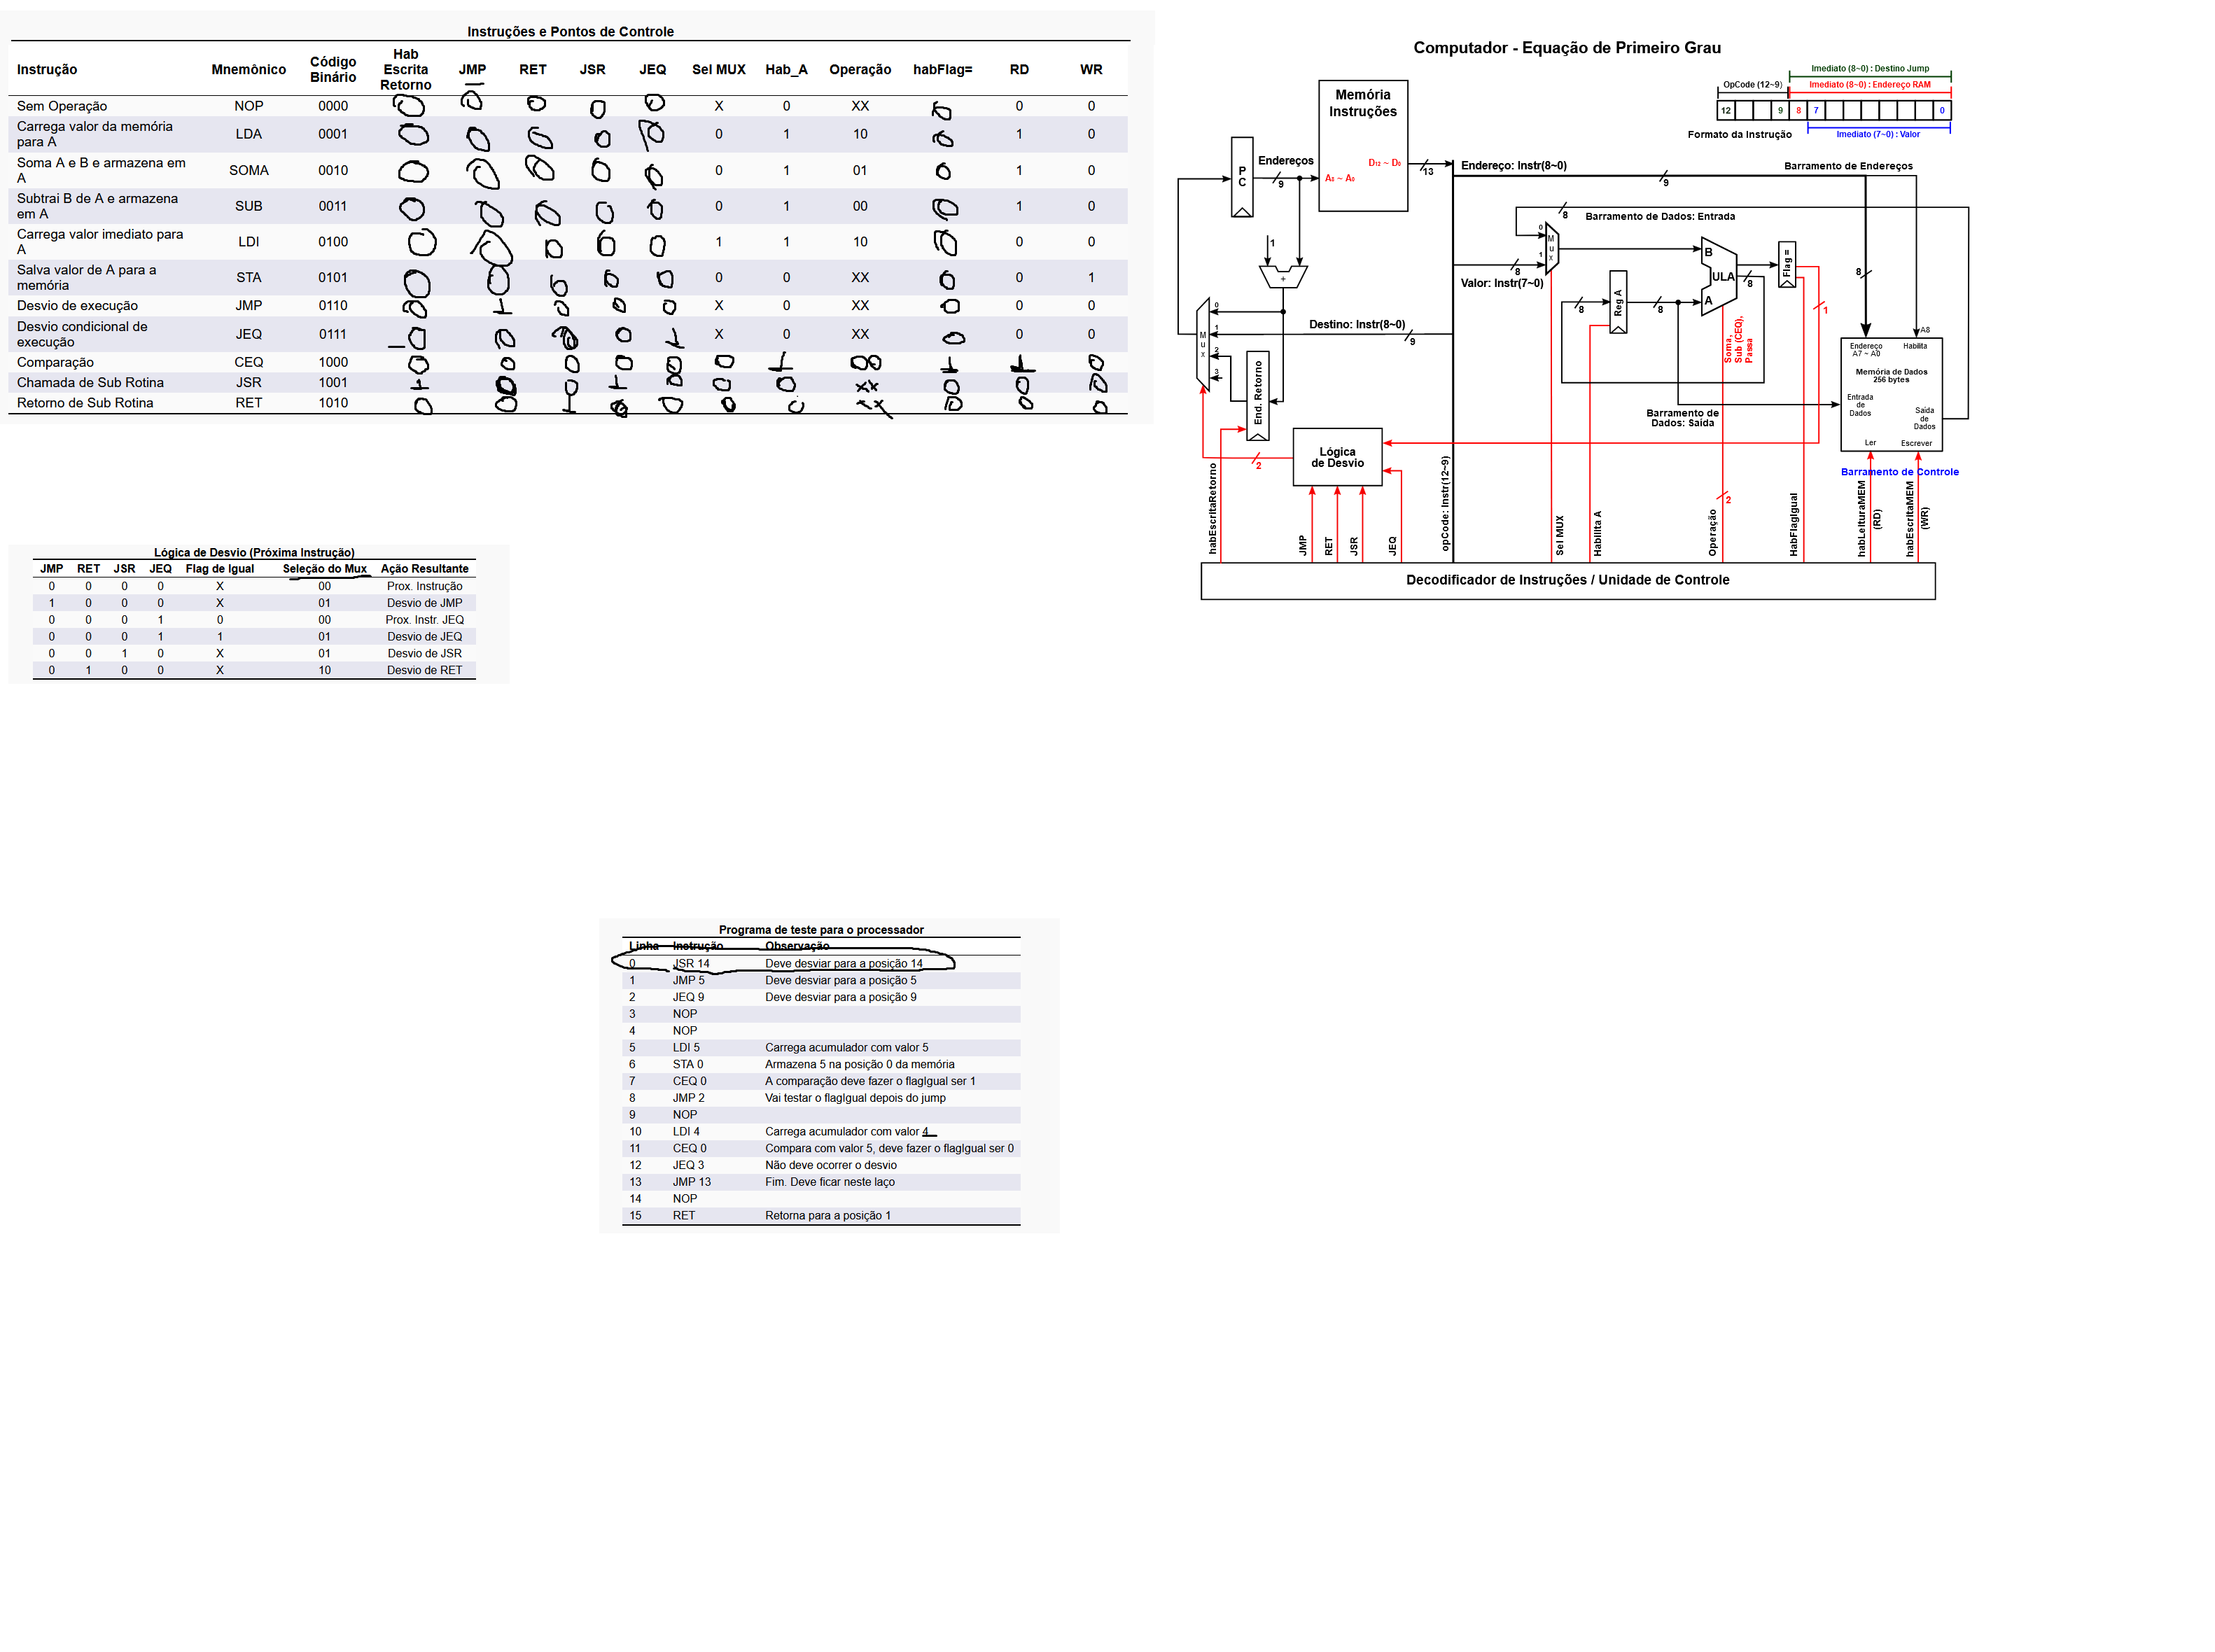 Instruções e Pontos de Controle
Instrução Mnemônico Código Binário Hab Escrita Retorno JMP RET JSR JEQ Sel MUX Hab_A Operação habFlag= RD WR
Sem Operação NOP 0000 0 0 0 0 0 X 0 XX 0 0 0
Carrega valor da memória para A LDA 0001 0 0 0 0 0 0 1 10 0 1 0
Soma A e B e armazena em A SOMA 0010 0 0 0 0 0 0 1 01 0 1 0
Subtrai B de A e armazena em A SUB 0011 0 0 0 0 0 0 1 00 0 1 0
Carrega valor imediato para A LDI 0100 0 0 0 0 0 1 1 10 0 0 0
Salva valor de A para a memória STA 0101 0 0 0 0 0 0 0 XX 0 0 1
Desvio de execução JMP 0110 0 1 0 0 0 X 0 XX 0 0 0
Desvio condicional de execução JEQ 0111 0 0 0 0 1 X 0 XX 0 0 0
Comparação CEQ 1000 0 0 0 0 0 0 1 00 1 1 0
Chamada de Sub Rotina JSR 1001 1 0 0 1 0 0 0 XX 0 0 0
Retorno de Sub Rotina RET 1010 0 0 1 0 0 0 0 XX 0 0 0
Computador - Equação de Primeiro Grau
Imediato (8~0) : Destino Jump
OpCode (12~9) Imediato (8~0) : Endereço RAM
12 9 8 7 0
Formato da Instrução Imediato (7~0) : Valor
Memória Instruções
D₁₂ ~ D₀
A₈ ~ A₀
PC
Endereços
9
13
Endereço: Instr(8~0)
9
Barramento de Endereços
8
Barramento de Dados: Entrada
0
Mux
1
8
Valor: Instr(7~0)
1
+
B
ULA
A
Flag =
8
Reg A
8
8
8
1
Soma, Sub (CEQ), Passa
A8
Endereço A7 ~ A0
Habilita
Memória de Dados 256 bytes
Entrada de Dados
Saída de Dados
Ler
Escrever
0
1
2
3
Mux
Destino: Instr(8~0)
9
End. Retorno
Barramento de Dados: Saída
Lógica de Desvio
2
2
Barramento de Controle
habEscritaRetorno
JMP
RET
JSR
JEQ
opCode: Instr(12~9)
Sel MUX
Habilita A
Operação
HabFlagIgual
habLeituraMEM (RD)
habEscritaMEM (WR)
Decodificador de Instruções / Unidade de Controle
Lógica de Desvio (Próxima Instrução)
JMP RET JSR JEQ Flag de Igual Seleção do Mux Ação Resultante
0 0 0 0 X 00 Prox. Instrução
1 0 0 0 X 01 Desvio de JMP
0 0 0 1 0 00 Prox. Instr. JEQ
0 0 0 1 1 01 Desvio de JEQ
0 0 1 0 X 01 Desvio de JSR
0 1 0 0 X 10 Desvio de RET
Programa de teste para o processador
Linha Instrução Observação
0 JSR 14 Deve desviar para a posição 14
1 JMP 5 Deve desviar para a posição 5
2 JEQ 9 Deve desviar para a posição 9
3 NOP
4 NOP
5 LDI 5 Carrega acumulador com valor 5
6 STA 0 Armazena 5 na posição 0 da memória
7 CEQ 0 A comparação deve fazer o flagIgual ser 1
8 JMP 2 Vai testar o flagIgual depois do jump
9 NOP
10 LDI 4 Carrega acumulador com valor 4
11 CEQ 0 Compara com valor 5, deve fazer o flagIgual ser 0
12 JEQ 3 Não deve ocorrer o desvio
13 JMP 13 Fim. Deve ficar neste laço
14 NOP
15 RET Retorna para a posição 1